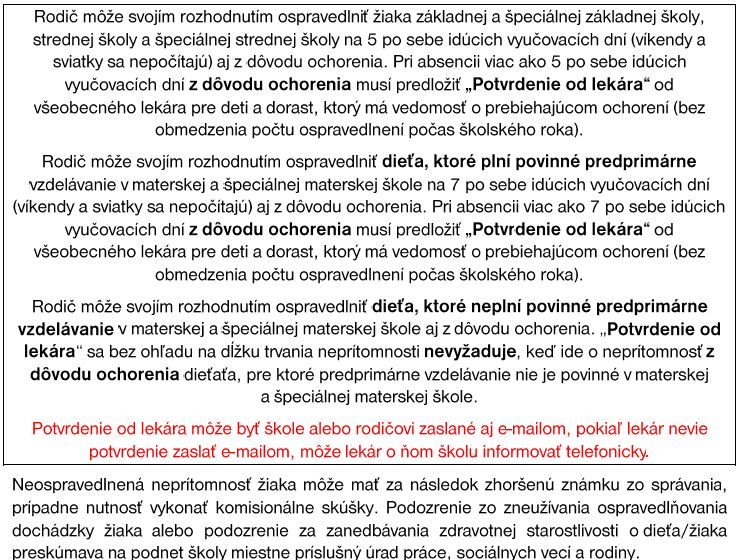 Rodič môže svojím rozhodnutím ospravedlniť žiaka základnej a špeciálnej základnej školy,
strednej školy a špeciálnej strednej školy na 5 po sebe idúcich vyučovacích dní (víkendy a
sviatky sa nepočítajú) aj z dôvodu ochorenia. Pri absencii viac ako 5 po sebe idúcich
vyučovacích dní z dôvodu ochorenia musí predložiť „Potvrdenie od lekára“ od
všeobecného lekára pre deti a dorast, ktorý má vedomosť o prebiehajúcom ochorení (bez
obmedzenia počtu ospravedlnení počas školského roka).
Rodič môže svojím rozhodnutím ospravedlniť dieťa, ktoré plní povinné predprimárne
vzdelávanie v materskej a špeciálnej materskej škole na 7 po sebe idúcich vyučovacích dní
(víkendy a sviatky sa nepočítajú) aj z dôvodu ochorenia. Pri absencii viac ako 7 po sebe idúcich
vyučovacích dní z dôvodu ochorenia musí predložiť „Potvrdenie od lekára“ od
všeobecného lekára pre deti a dorast, ktorý má vedomosť o prebiehajúcom ochorení (bez
obmedzenia počtu ospravedlnení počas školského roka).
Rodič môže svojím rozhodnutím ospravedlniť dieťa, ktoré neplní povinné predprimárne
vzdelávanie v materskej a špeciálnej materskej škole aj z dôvodu ochorenia. „Potvrdenie od
lekára“ sa bez ohľadu na dĺžku trvania neprítomnosti nevyžaduje, keď ide o neprítomnosť z
dôvodu ochorenia dieťaťa, pre ktoré predprimárne vzdelávanie nie je povinné v materskej
a špeciálnej materskej škole.
Potvrdenie od lekára môže byť škole alebo rodičovi zaslané aj e-mailom, pokiaľ lekár nevie
potvrdenie zaslať e-mailom, môže lekár o ňom školu informovať telefonicky.
Neospravedlnená neprítomnosť žiaka môže mať za následok zhoršenú známku zo správania,
prípadne nutnosť vykonať komisionálne skúšky. Podozrenie zo zneužívania ospravedlňovania
dochádzky žiaka alebo podozrenie za zanedbávania zdravotnej starostlivosti o dieťa/žiaka
preskúmava na podnet školy miestne príslušný úrad práce, sociálnych vecí a rodiny.